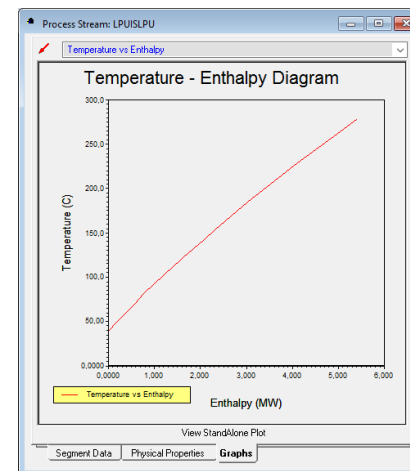 Process Stream: LPUISLPU
Temperature vs Enthalpy
Temperature - Enthalpy Diagram
300,0
250,0
200,0
150,0
100,0
50,00
0,0000
Temperature (C)
0,0000 1,000 2,000 3,000 4,000 5,000 6,000
Temperature vs Enthalpy
Enthalpy (MW)
View StandAlone Plot
Segment Data Physical Properties Graphs